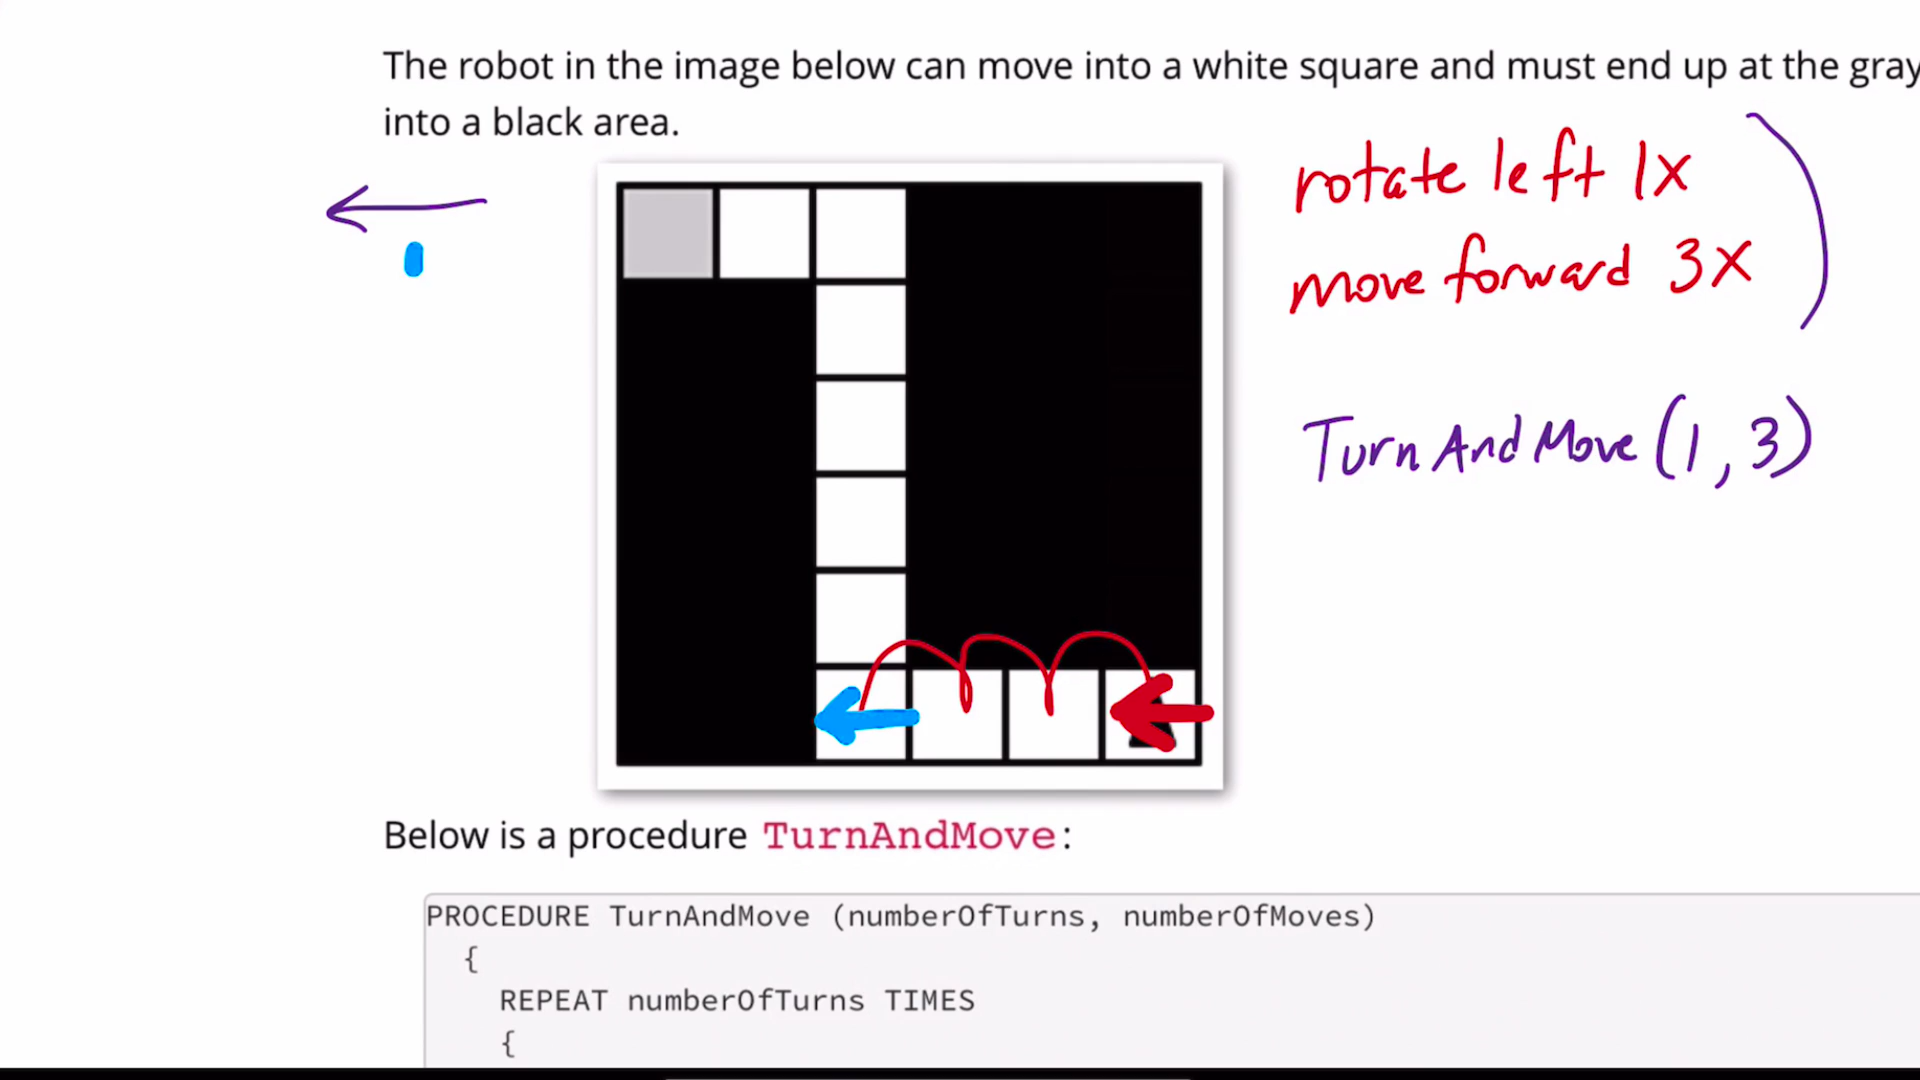 The robot in the image below can move into a white square and must end up at the gray
into a black area.
rotate left 1X
move forward 3X
Turn And Move (1, 3)
Below is a procedure TurnAndMove:
PROCEDURE TurnAndMove (numberOfTurns, numberOfMoves)
{
REPEAT numberOfTurns TIMES
{